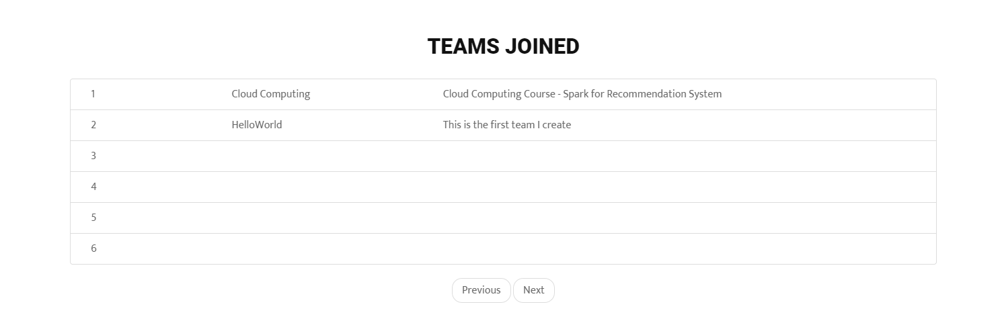 TEAMS JOINED
1 Cloud Computing Cloud Computing Course - Spark for Recommendation System
2 HelloWorld This is the first team I create
3
4
5
6
Previous Next